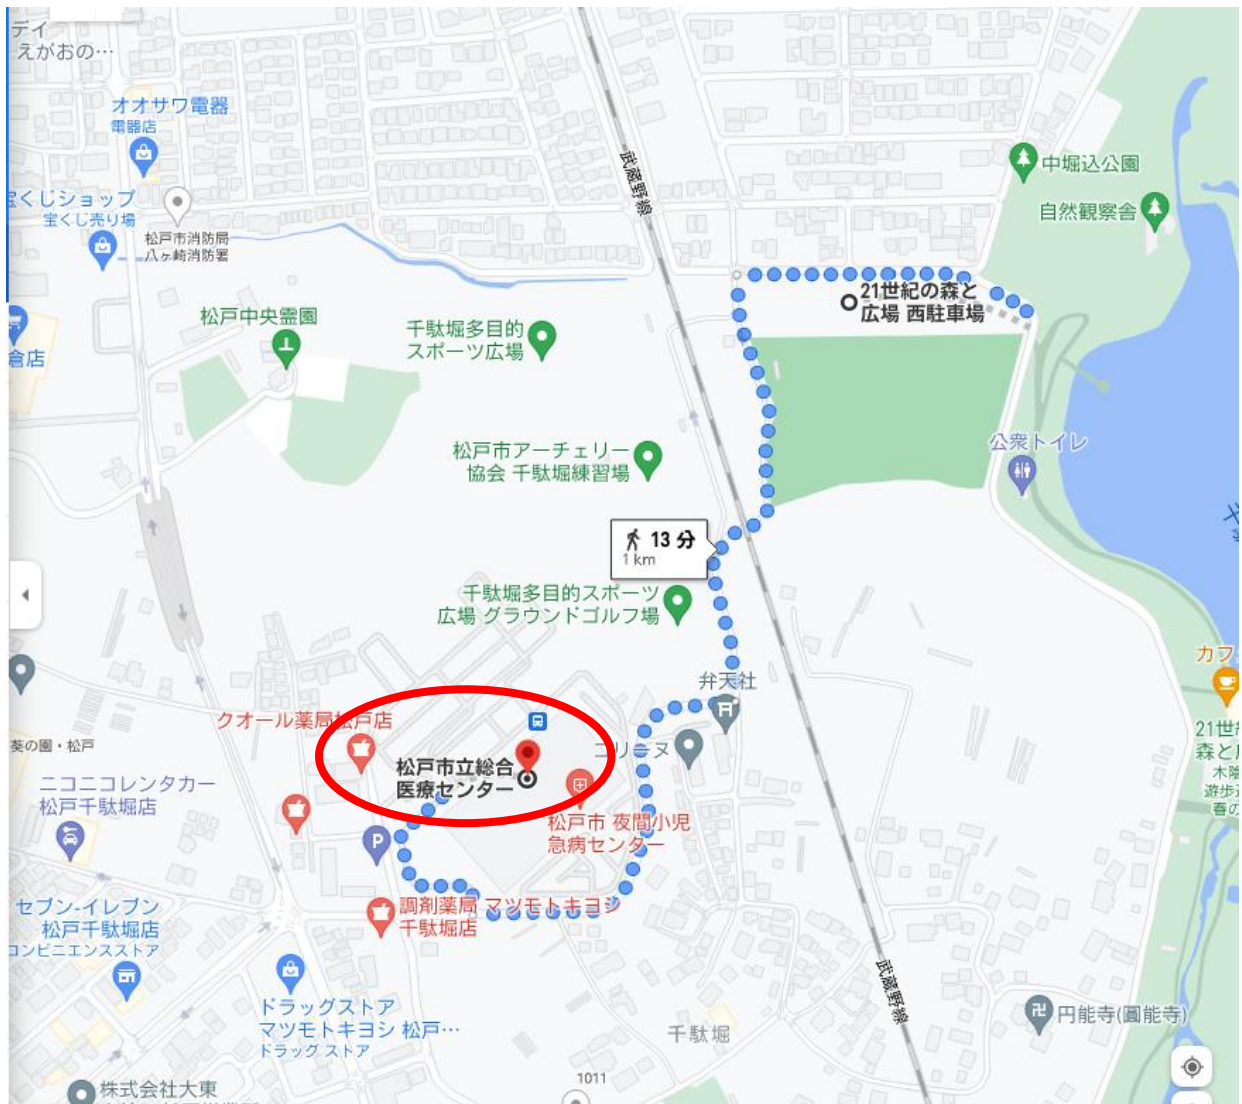 デイ
えがおの…
オオサワ電器
電器店
宝くじショップ
宝くじ売り場
松戸市消防局
八ヶ崎消防署
武蔵野線
中堀込公園
自然観察舎
21世紀の森と
広場 西駐車場
松戸中央霊園
千駄堀多目的
スポーツ広場
倉店
松戸市アーチェリー
協会 千駄堀練習場
公衆トイレ
13 分
1 km
千駄堀多目的スポーツ
広場 グラウンドゴルフ場
弁天社
カフ
クオール薬局松戸店
葵の園・松戸
コリーヌ
松戸市立総合
医療センター
21世紀
森と
木陰
遊歩
春の
ニコニコレンタカー
松戸千駄堀店
松戸市 夜間小児
急病センター
P
調剤薬局 マツモトキヨシ
千駄堀店
セブン-イレブン
松戸千駄堀店
コンビニエンスストア
武蔵野線
ドラッグストア
マツモトキヨシ 松戸…
ドラッグ ストア
千駄堀
円能寺(圓能寺)
1011
株式会社大東